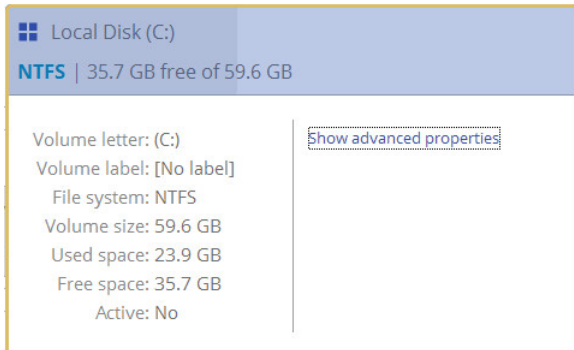 Local Disk (C:)
NTFS | 35.7 GB free of 59.6 GB
Volume letter: (C:)
Volume label: [No label]
File system: NTFS
Volume size: 59.6 GB
Used space: 23.9 GB
Free space: 35.7 GB
Active: No
Show advanced properties